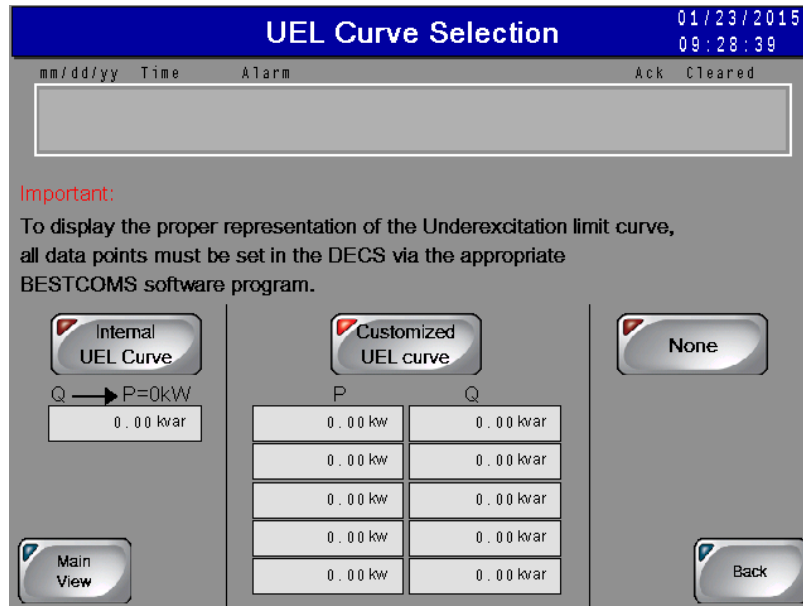 UEL Curve Selection
01/23/2015
09:28:39
mm/dd/yy Time Alarm Ack Cleared
Important:
To display the proper representation of the Underexcitation limit curve,
all data points must be set in the DECS via the appropriate
BESTCOMS software program.
Internal
UEL Curve
Customized
UEL curve
None
Q P=0kW
P Q
0.00 kvar
0.00 kw 0.00 kvar
0.00 kw 0.00 kvar
0.00 kw 0.00 kvar
0.00 kw 0.00 kvar
0.00 kw 0.00 kvar
Main
View
Back